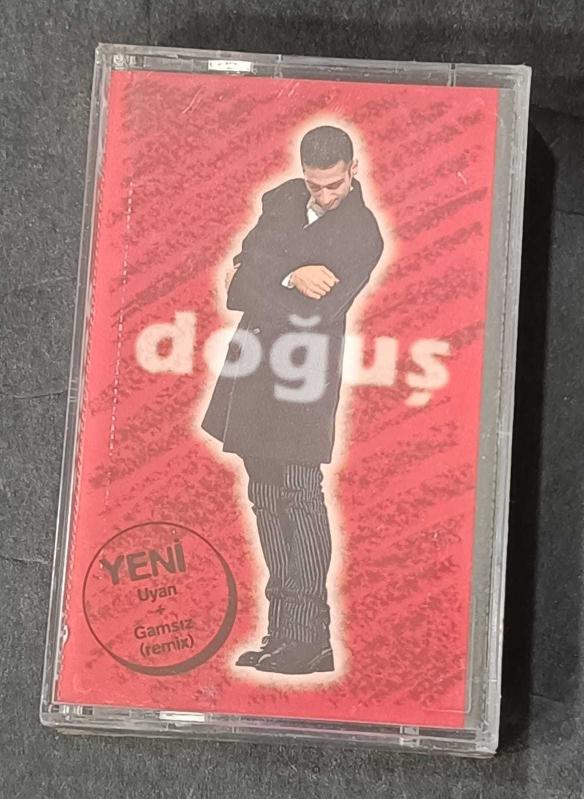 doğuş
YENİ
Uyan
+
Gamsız
(remix)